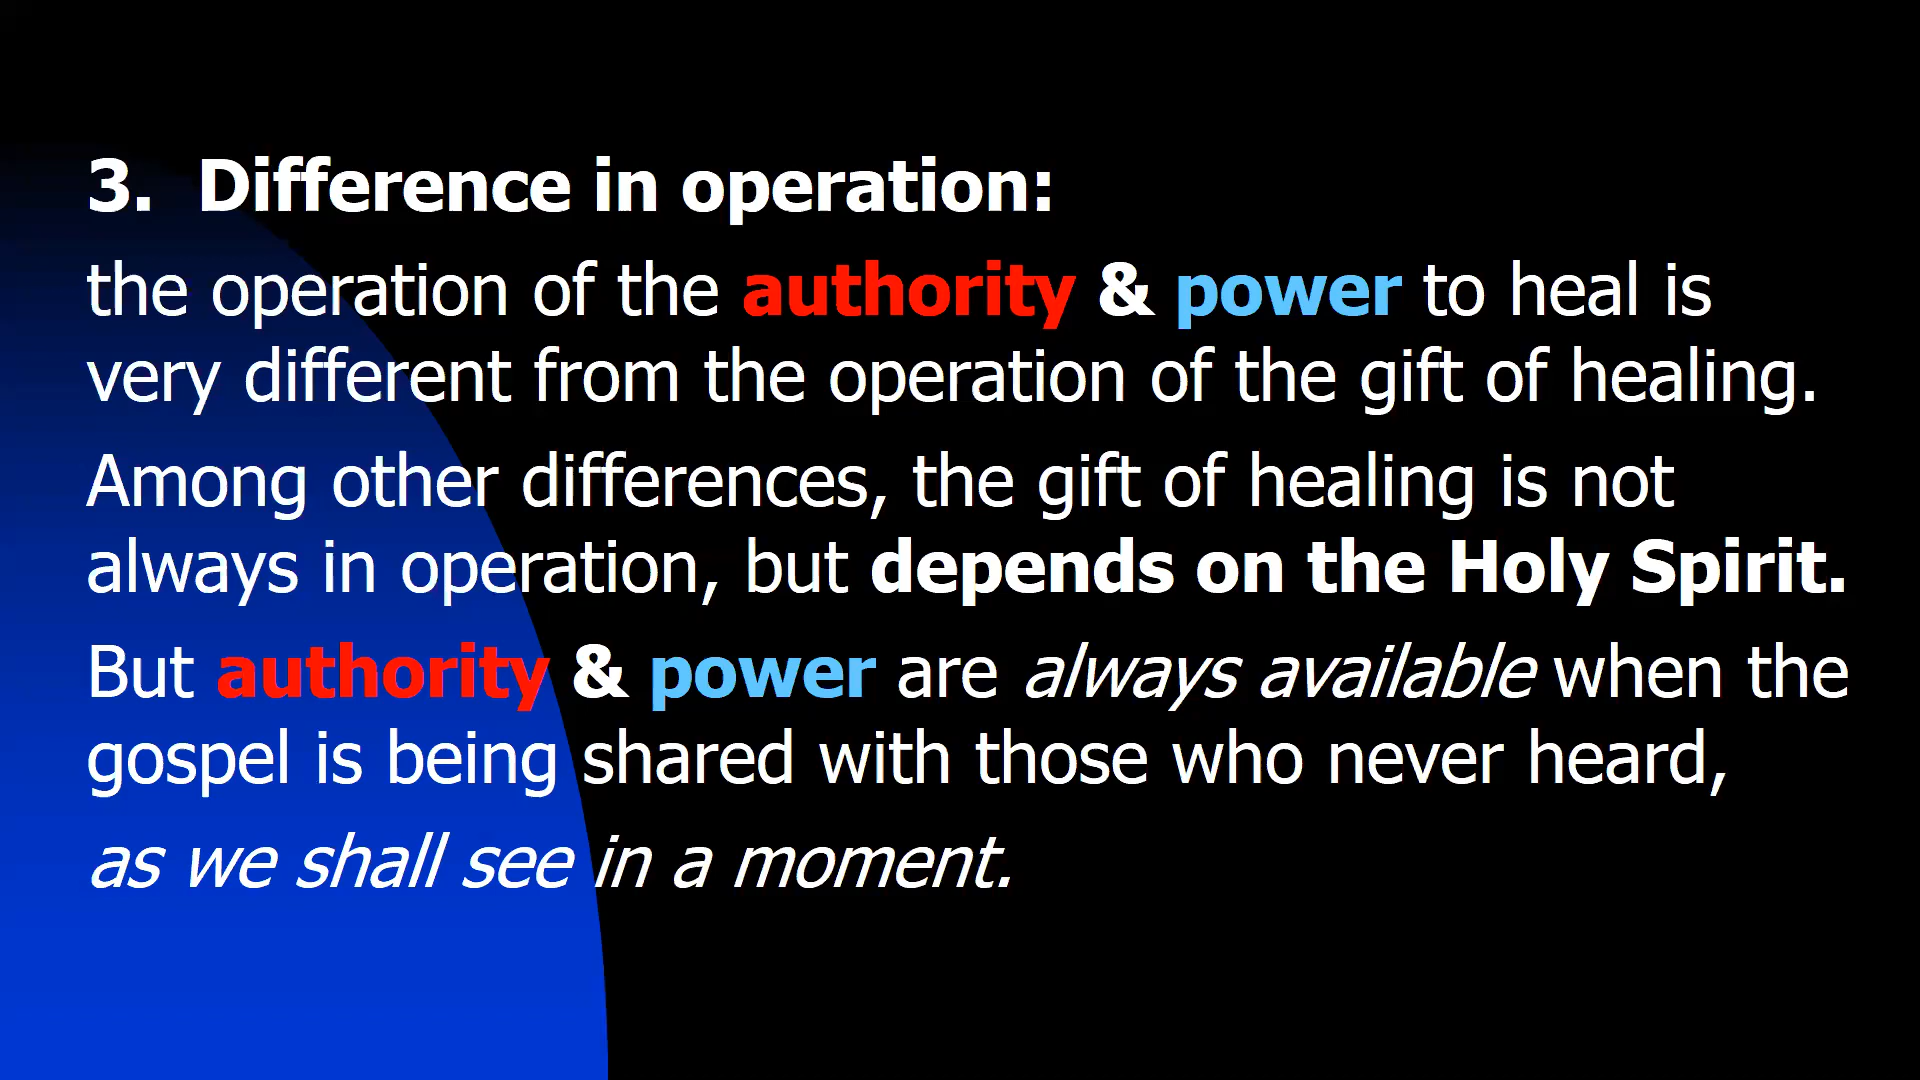 3. Difference in operation:
the operation of the authority & power to heal is
very different from the operation of the gift of healing.
Among other differences, the gift of healing is not
always in operation, but depends on the Holy Spirit.
But authority & power are always available when the
gospel is being shared with those who never heard,
as we shall see in a moment.